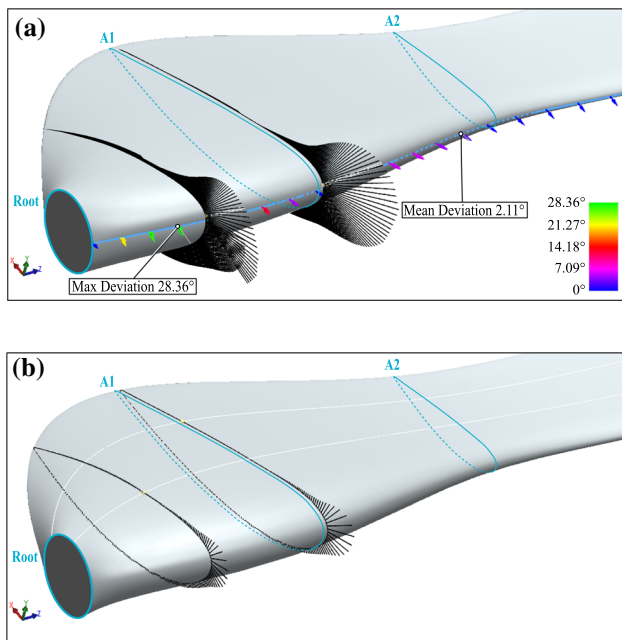 (a)
A1
A2
Root
Mean Deviation 2.11°
Max Deviation 28.36°
28.36°
21.27°
14.18°
7.09°
0°
X
Y
Z
(b)
A1
A2
Root
X
Y
Z